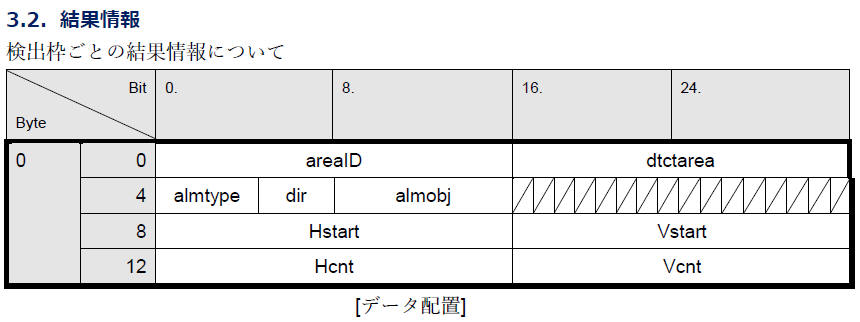 3.2. 結果情報
検出枠ごとの結果情報について
Bit 0. 8. 16. 24.
Byte
0 0 areaID dtctarea
4 almtype dir almobj
8 Hstart Vstart
12 Hcnt Vcnt
[データ配置]